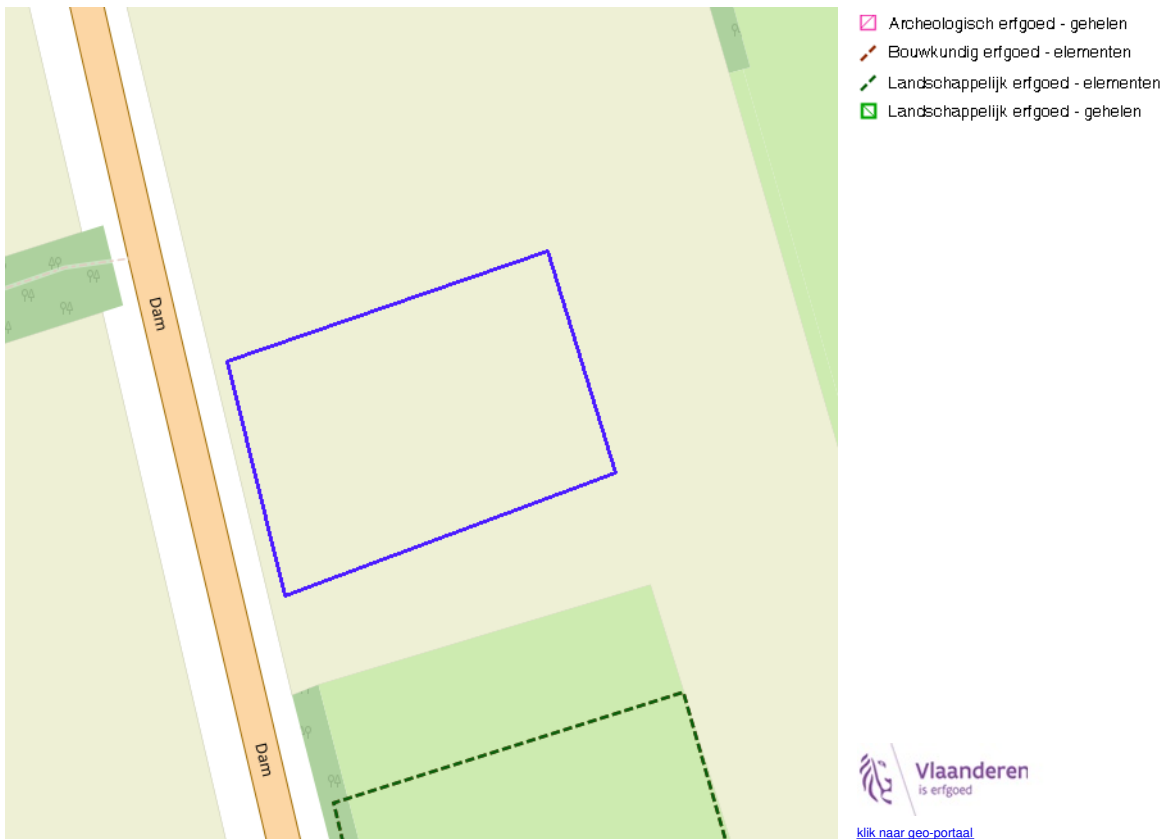 Archeologisch erfgoed - gehelen
Bouwkundig erfgoed - elementen
Landschappelijk erfgoed - elementen
Landschappelijk erfgoed - gehelen
Dam
Dam
Vlaanderen
is erfgoed
klik naar geo-portaal